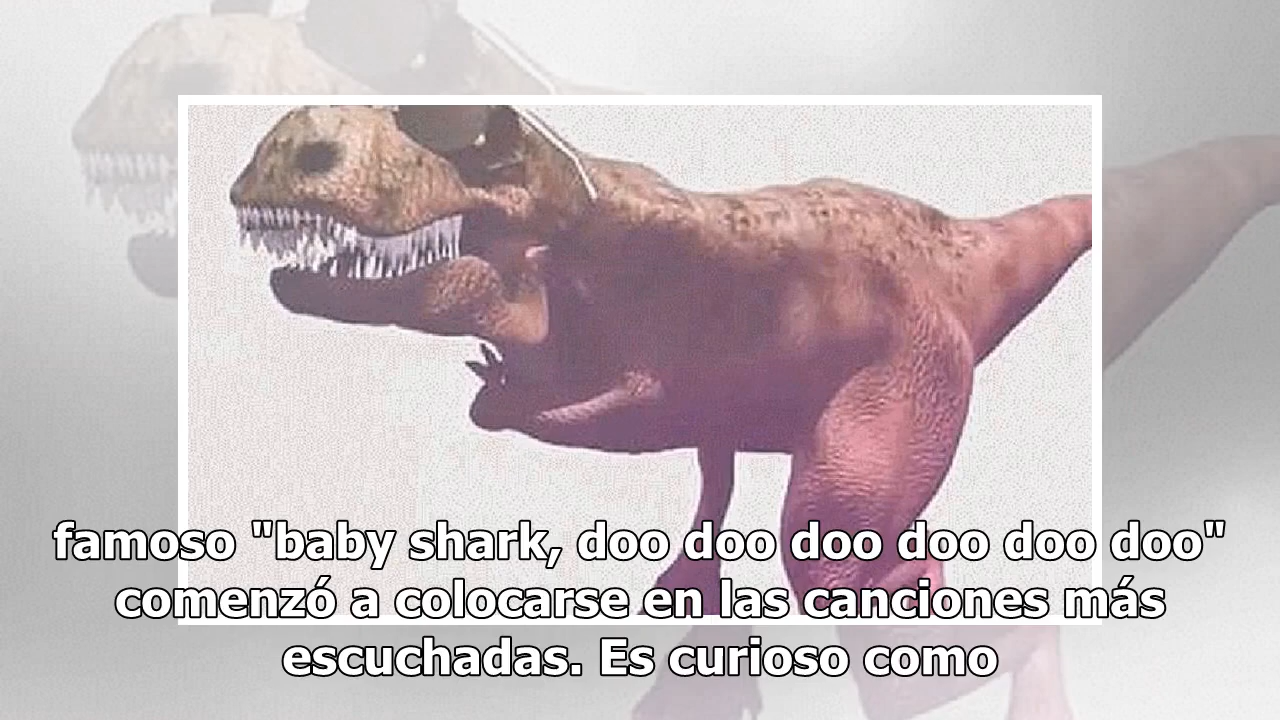 famoso "baby shark, doo doo doo doo doo doo"
comenzó a colocarse en las canciones más
escuchadas. Es curioso como